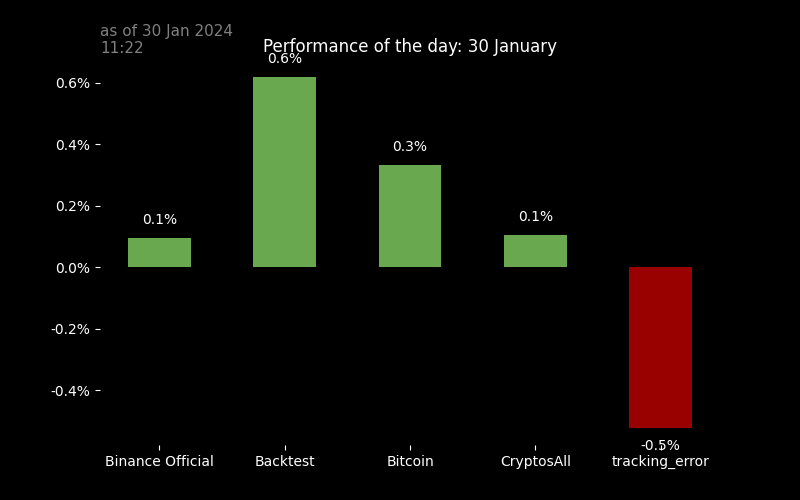 as of 30 Jan 2024
11:22
Performance of the day: 30 January
0.6%
0.6%
0.4%
0.2%
0.0%
-0.2%
-0.4%
0.1%
0.3%
0.1%
-0.5%
Binance Official
Backtest
Bitcoin
CryptosAll
tracking_error